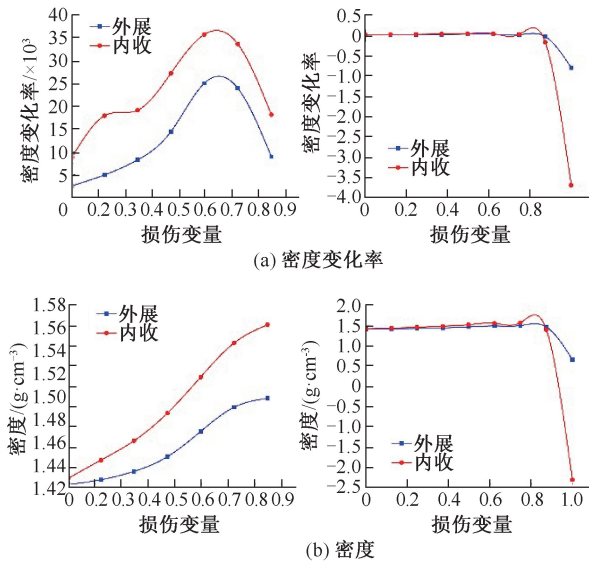 密度变化率/×10³
40
35
30
25
20
15
10
5
0
外展
内收
0.2 0.3 0.4 0.5 0.6 0.7 0.8 0.9
损伤变量
密度变化率
0.5
0
−0.5
−1.0
−1.5
−2.0
−2.5
−3.0
−3.5
−4.0
外展
内收
0 0.2 0.4 0.6 0.8
损伤变量
(a) 密度变化率
密度/(g·cm⁻³)
1.58
1.56
1.54
1.50
1.48
1.46
1.44
1.42
外展
内收
0 0.1 0.2 0.3 0.4 0.5 0.6 0.7 0.8 0.9
损伤变量
密度/(g·cm⁻³)
2.0
1.5
1.0
0.5
0
−0.5
−1.0
−1.5
−2.0
−2.5
外展
内收
0 0.2 0.4 0.6 0.8 1.0
损伤变量
(b) 密度